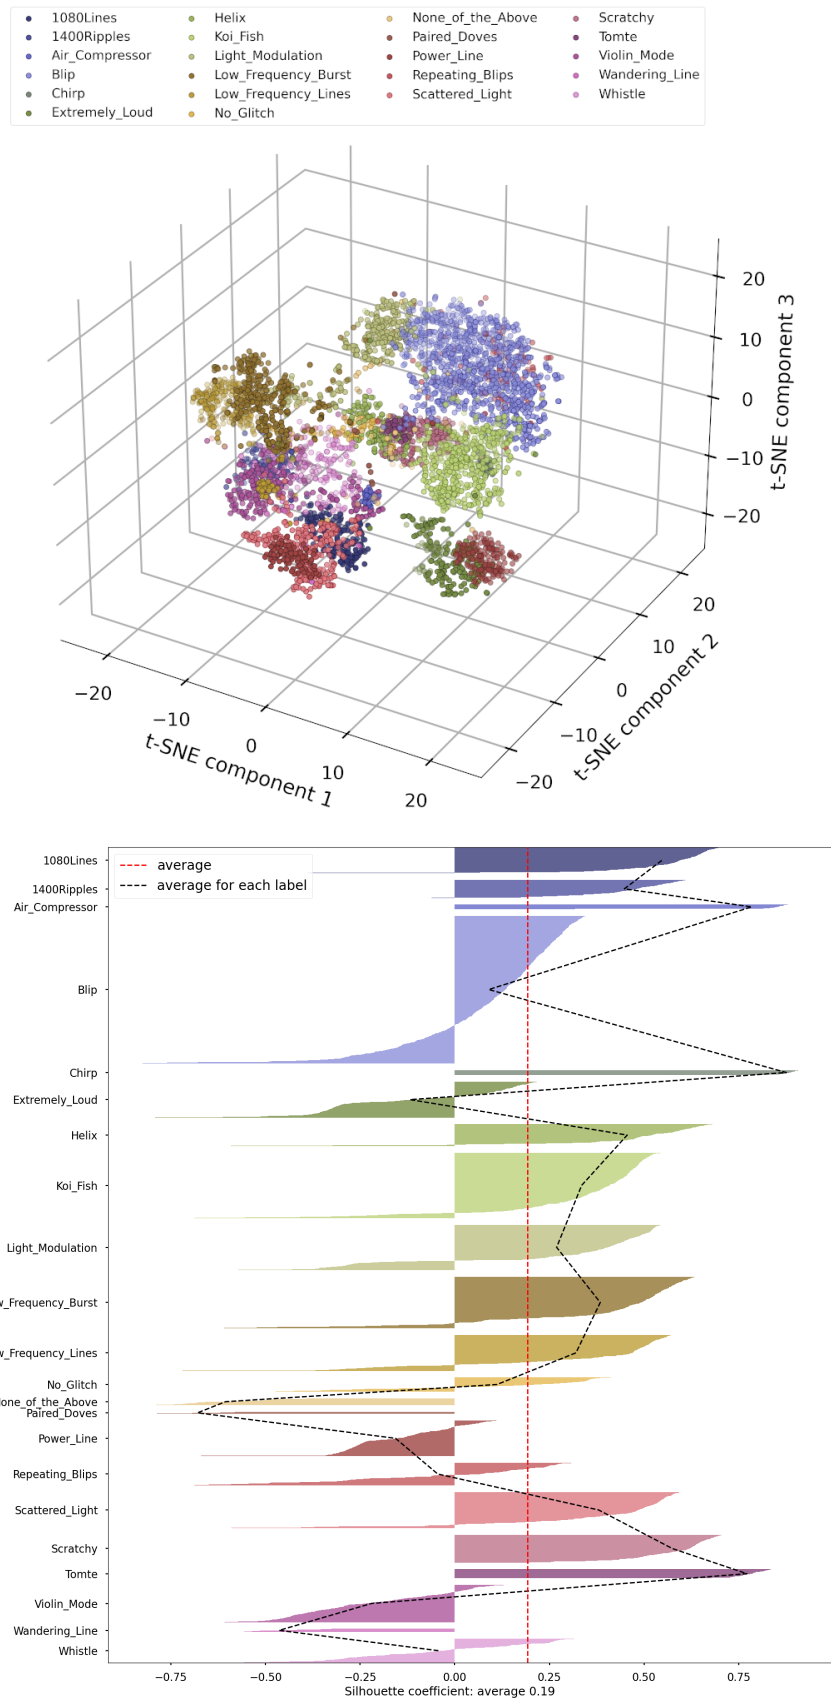 1080Lines Helix None_of_the_Above Scratchy
1400Ripples Koi_Fish Paired_Doves Tomte
Air_Compressor Light_Modulation Power_Line Violin_Mode
Blip Low_Frequency_Burst Repeating_Blips Wandering_Line
Chirp Low_Frequency_Lines Scattered_Light Whistle
Extremely_Loud No_Glitch
20
10
0
−10
−20
t-SNE component 3
20
10
0
−10
−20
t-SNE component 2
−20
−10
0
10
20
t-SNE component 1
average
average for each label
1080Lines
1400Ripples
Air_Compressor
Blip
Chirp
Extremely_Loud
Helix
Koi_Fish
Light_Modulation
w_Frequency_Burst
w_Frequency_Lines
No_Glitch
one_of_the_Above
Paired_Doves
Power_Line
Repeating_Blips
Scattered_Light
Scratchy
Tomte
Violin_Mode
Wandering_Line
Whistle
−0.75 −0.50 −0.25 0.00 0.25 0.50 0.75
Silhouette coefficient: average 0.19